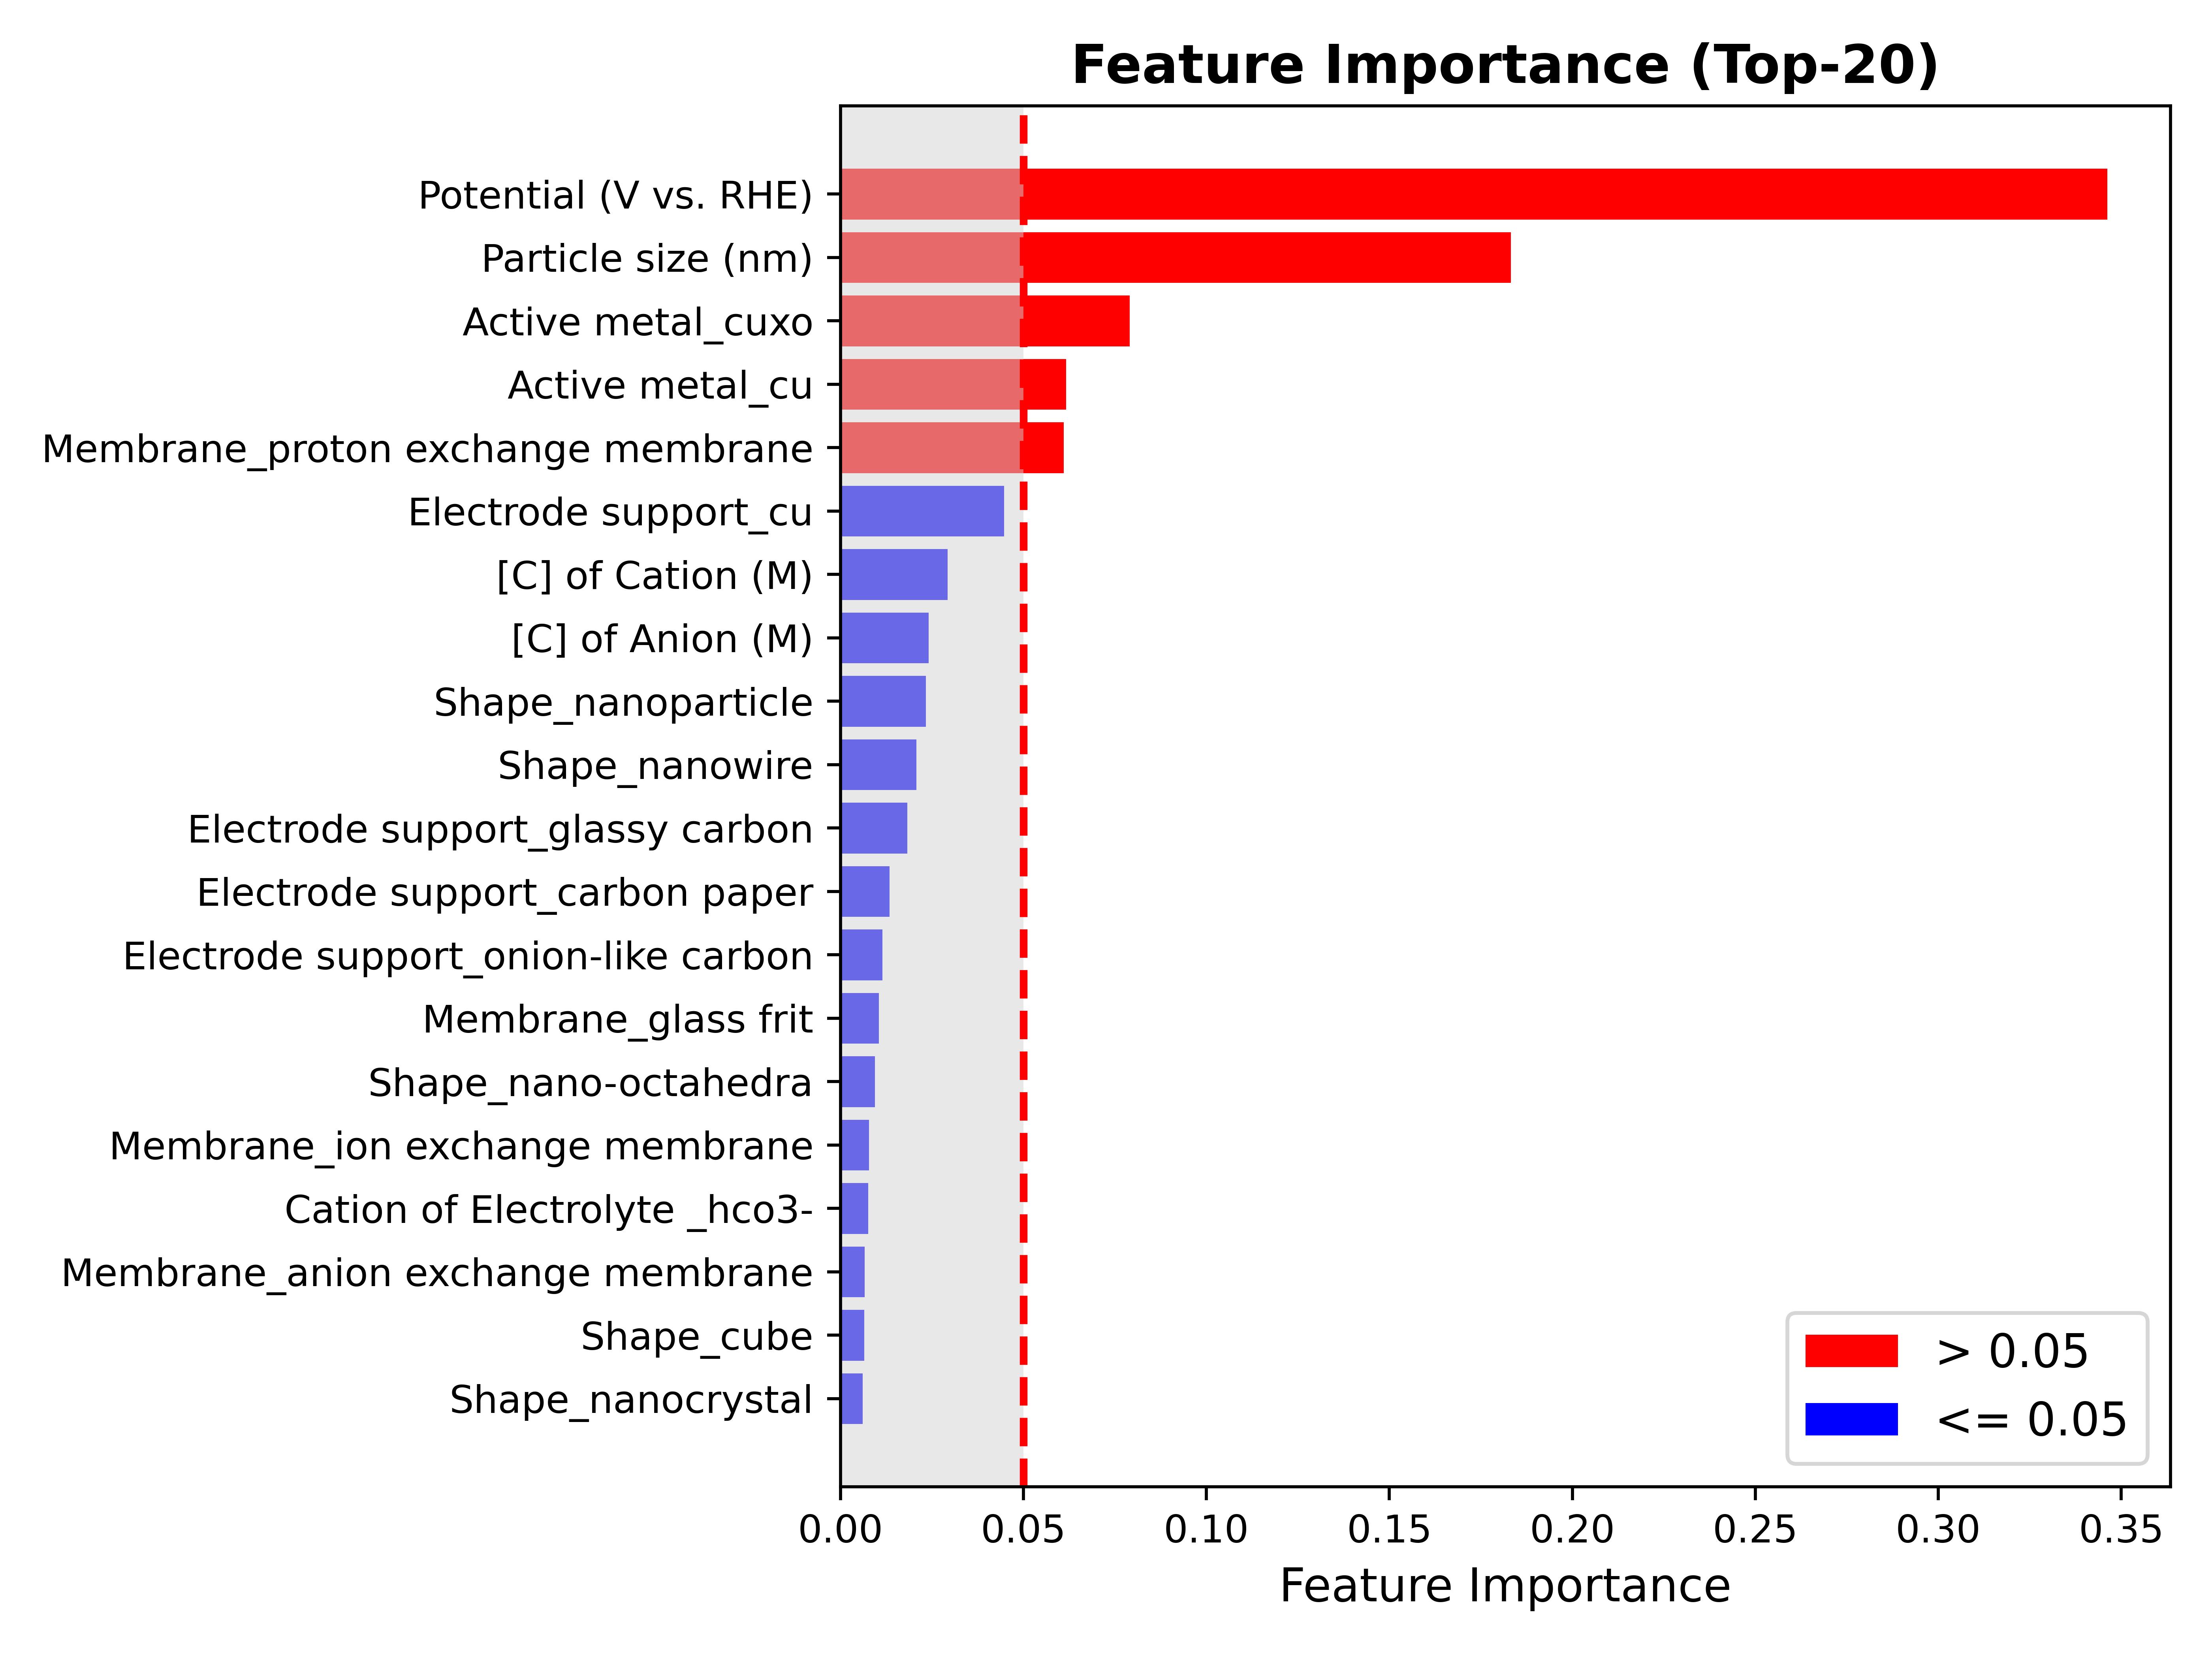 Feature Importance (Top-20)
Potential (V vs. RHE)
Particle size (nm)
Active metal_cuxo
Active metal_cu
Membrane_proton exchange membrane
Electrode support_cu
[C] of Cation (M)
[C] of Anion (M)
Shape_nanoparticle
Shape_nanowire
Electrode support_glassy carbon
Electrode support_carbon paper
Electrode support_onion-like carbon
Membrane_glass frit
Shape_nano-octahedra
Membrane_ion exchange membrane
Cation of Electrolyte _hco3-
Membrane_anion exchange membrane
Shape_cube
Shape_nanocrystal
> 0.05
<= 0.05
0.00 0.05 0.10 0.15 0.20 0.25 0.30 0.35
Feature Importance